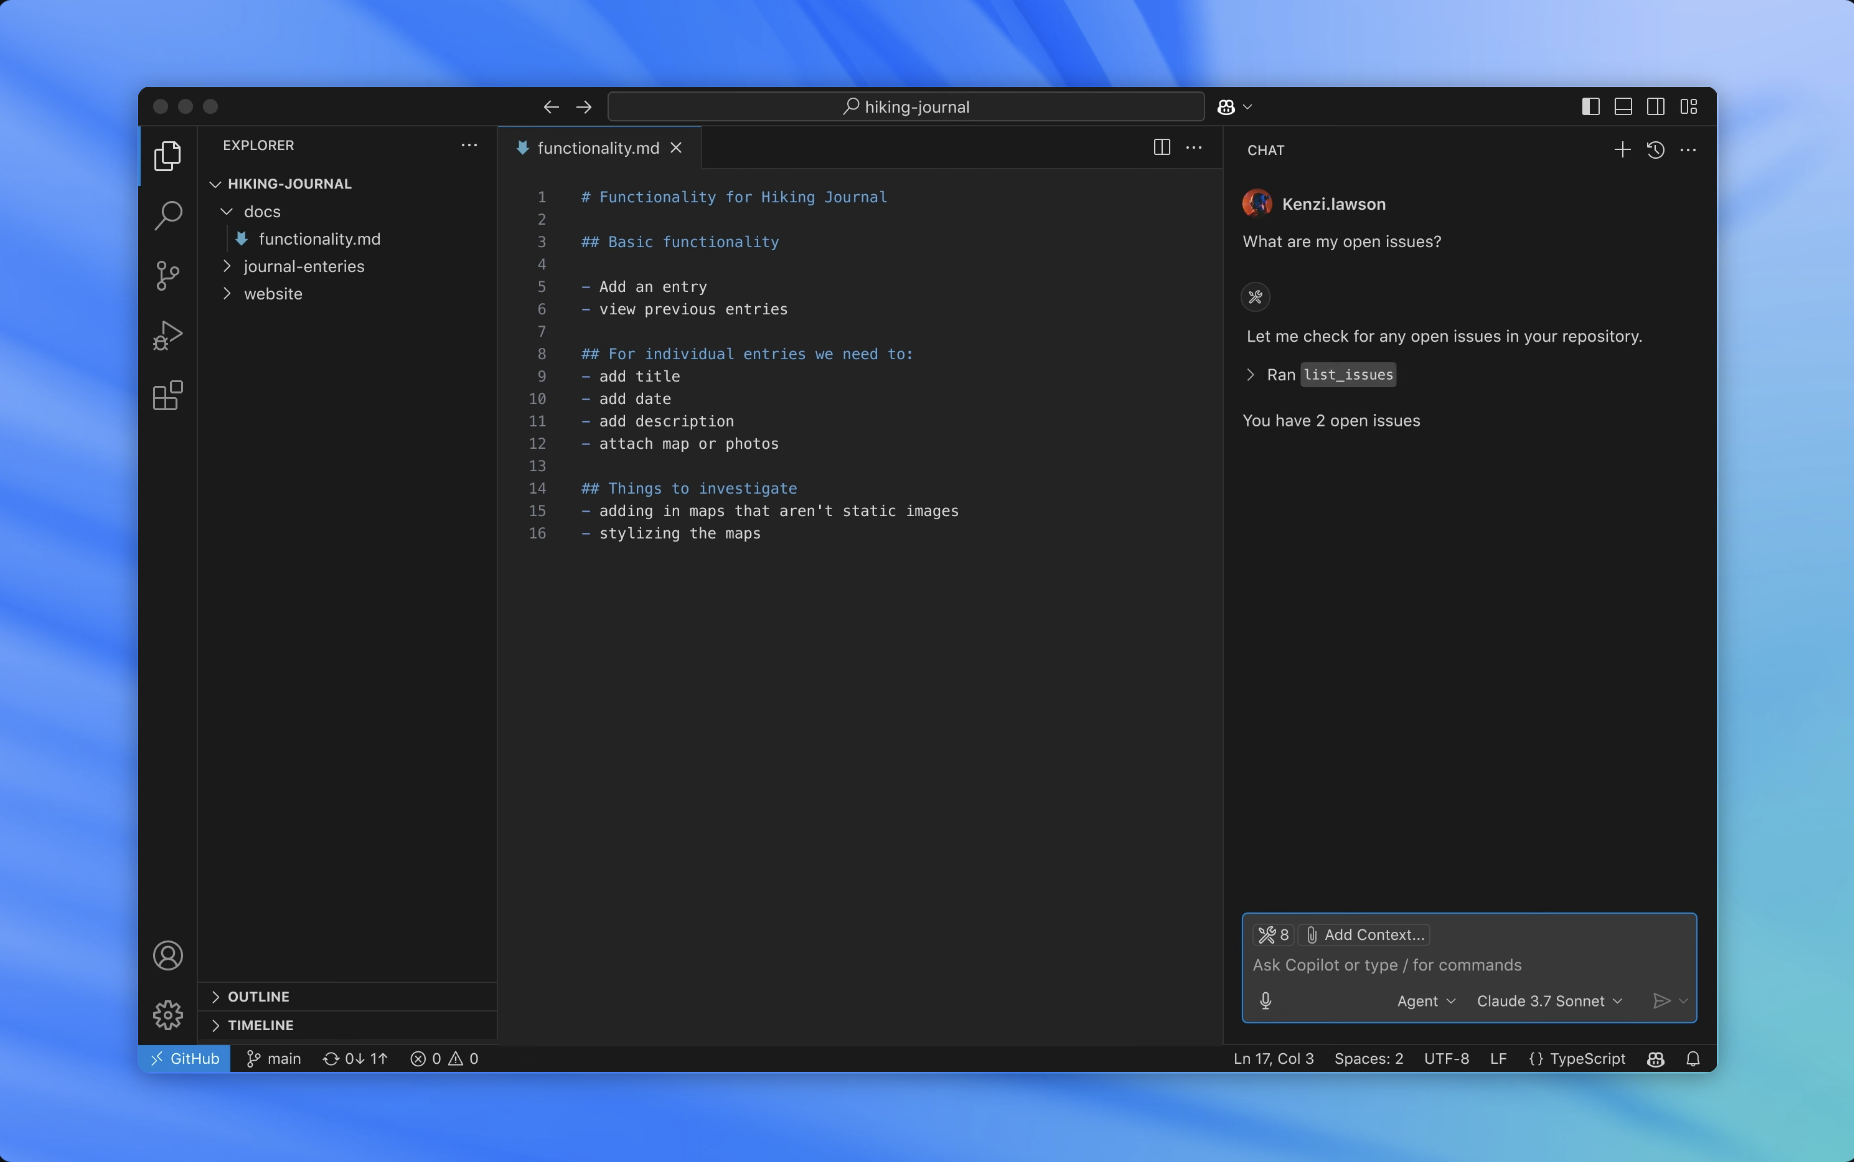 hiking-journal
EXPLORER
HIKING-JOURNAL
docs
functionality.md
journal-enteries
website
OUTLINE
TIMELINE
functionality.md
1 # Functionality for Hiking Journal
2
3 ## Basic functionality
4
5 - Add an entry
6 - view previous entries
7
8 ## For individual entries we need to:
9 - add title
10 - add date
11 - add description
12 - attach map or photos
13
14 ## Things to investigate
15 - adding in maps that aren't static images
16 - stylizing the maps
CHAT
Kenzi.lawson
What are my open issues?
Let me check for any open issues in your repository.
Ran list_issues
You have 2 open issues
8 Add Context...
Ask Copilot or type / for commands
Agent Claude 3.7 Sonnet
GitHub main 0↓ 1↑ 0 0 Ln 17, Col 3 Spaces: 2 UTF-8 LF {} TypeScript